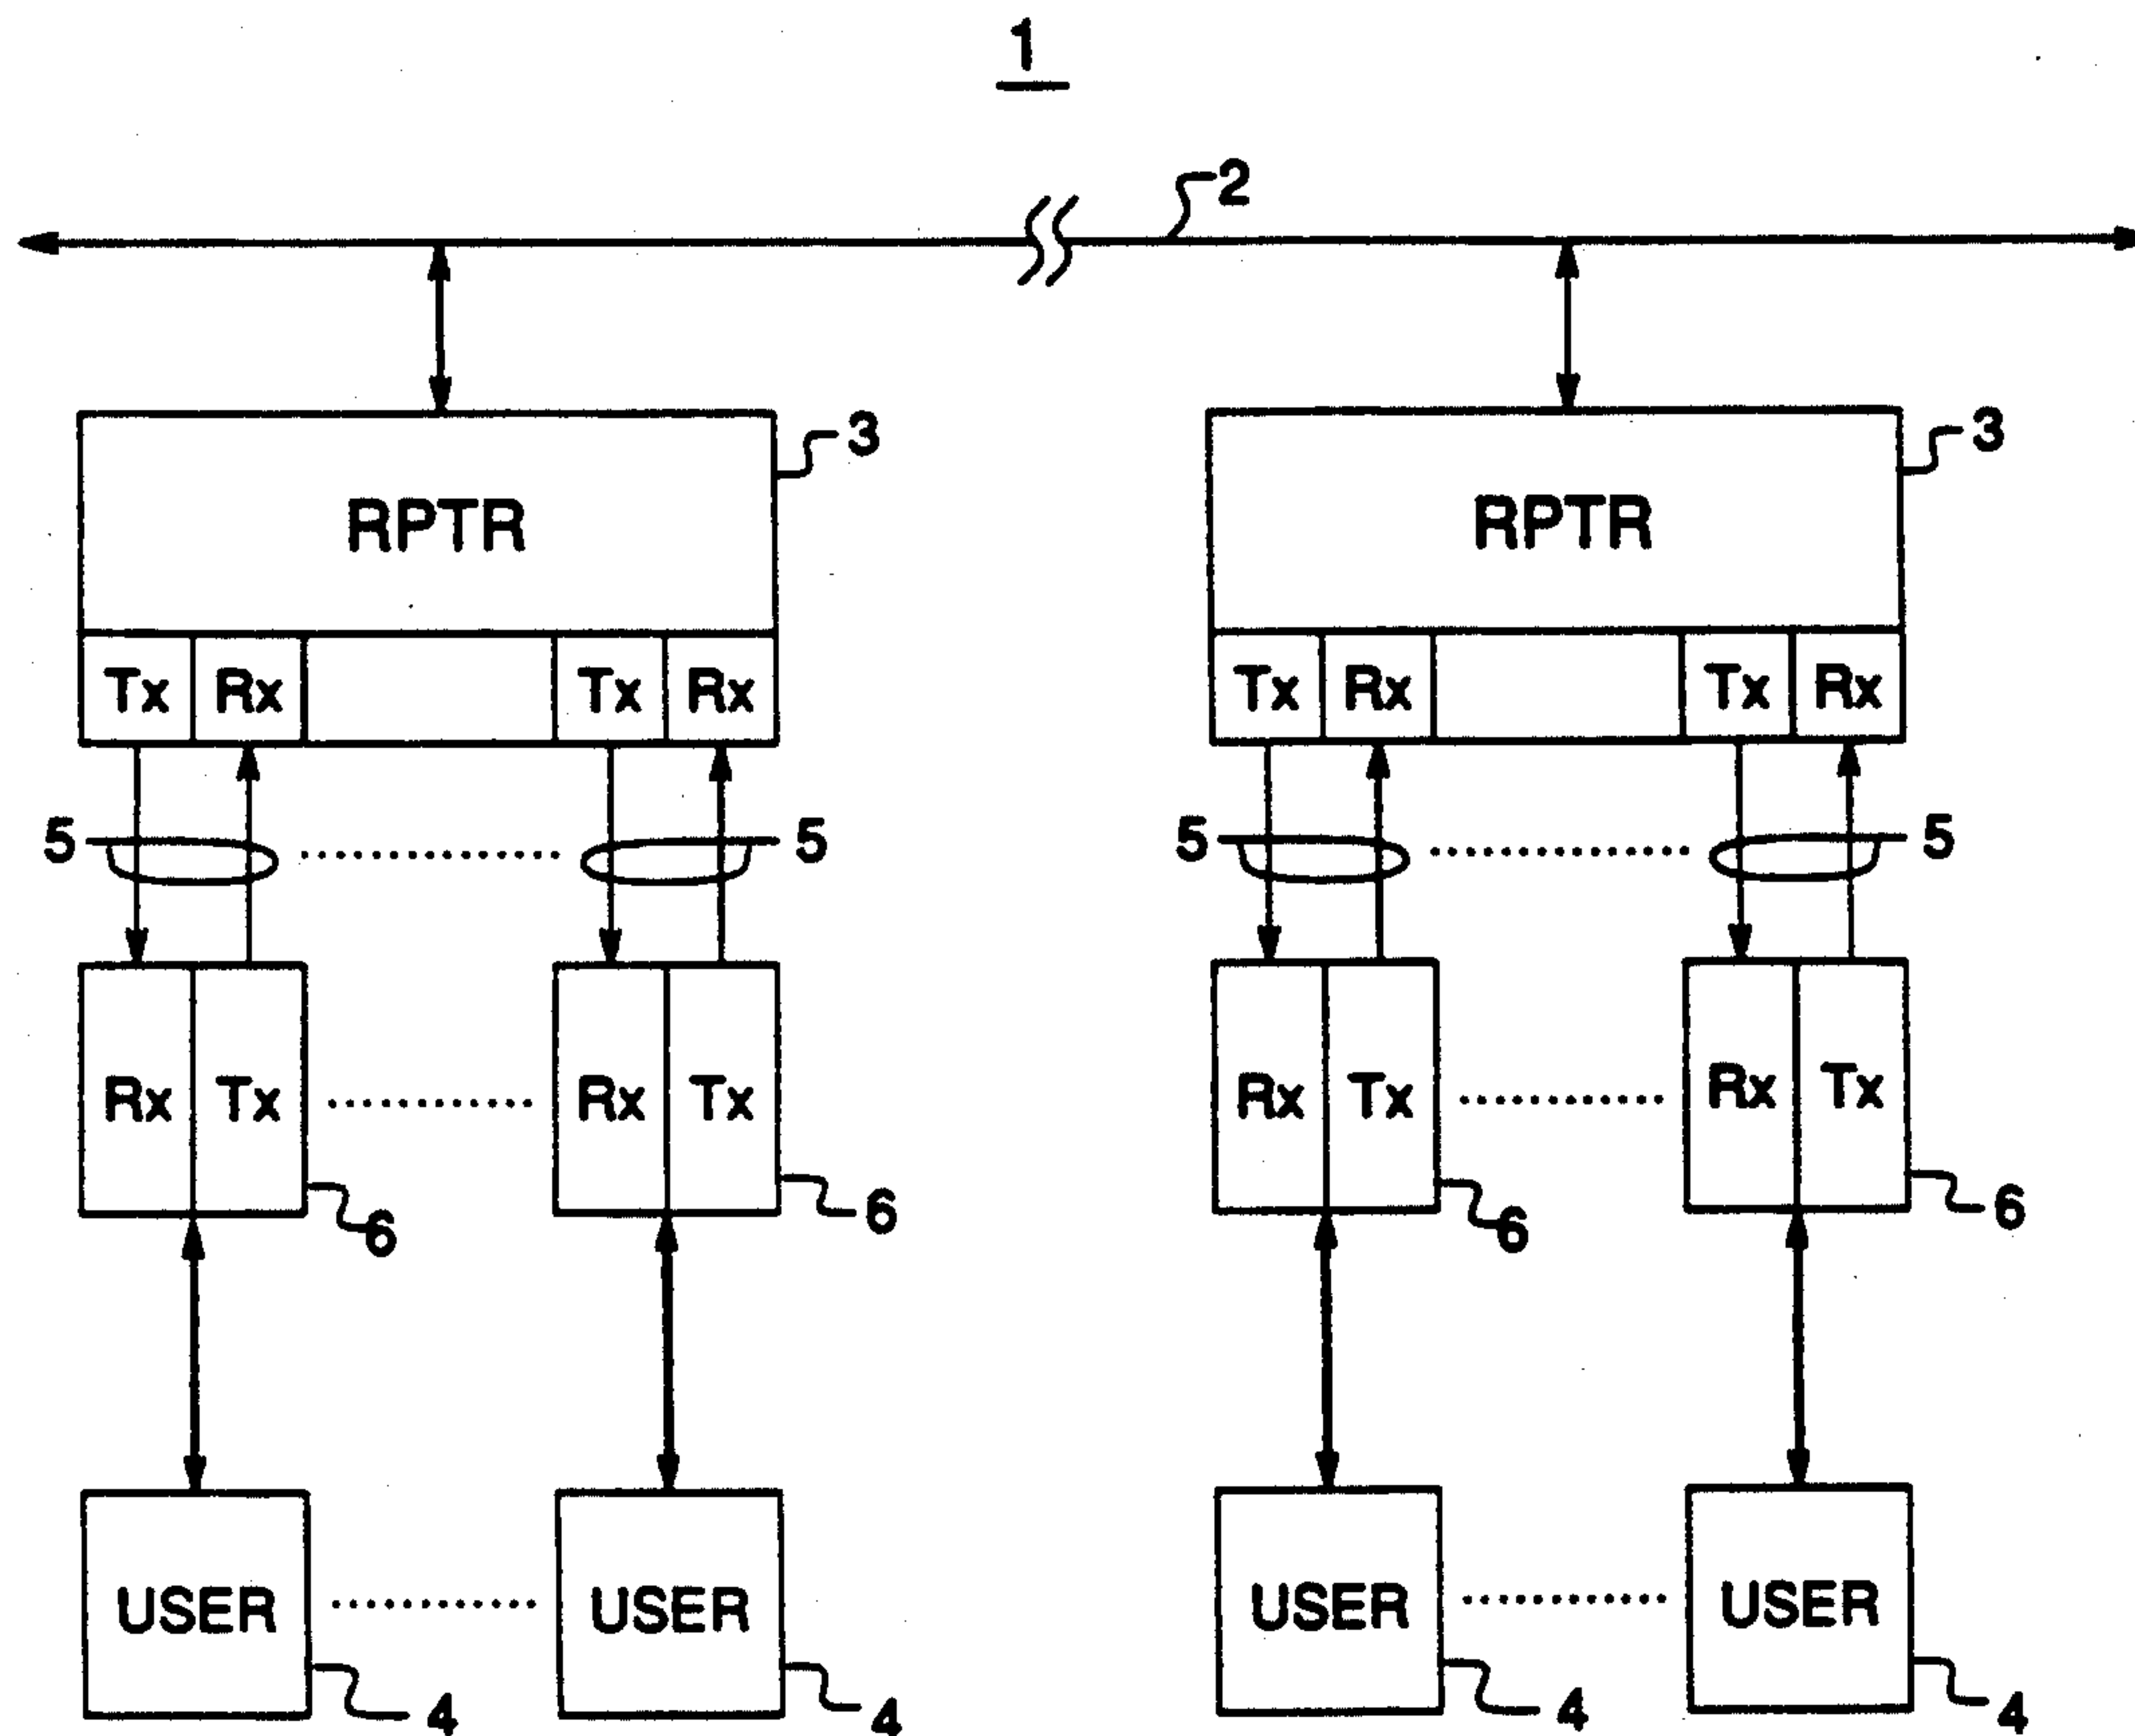 1
2
3 3
RPTR RPTR
Tx Rx Tx Rx Tx Rx Tx Rx
5 5 5 5
Rx Tx Rx Tx Rx Tx Rx Tx
6 6 6 6
USER USER USER USER
4 4 4 4